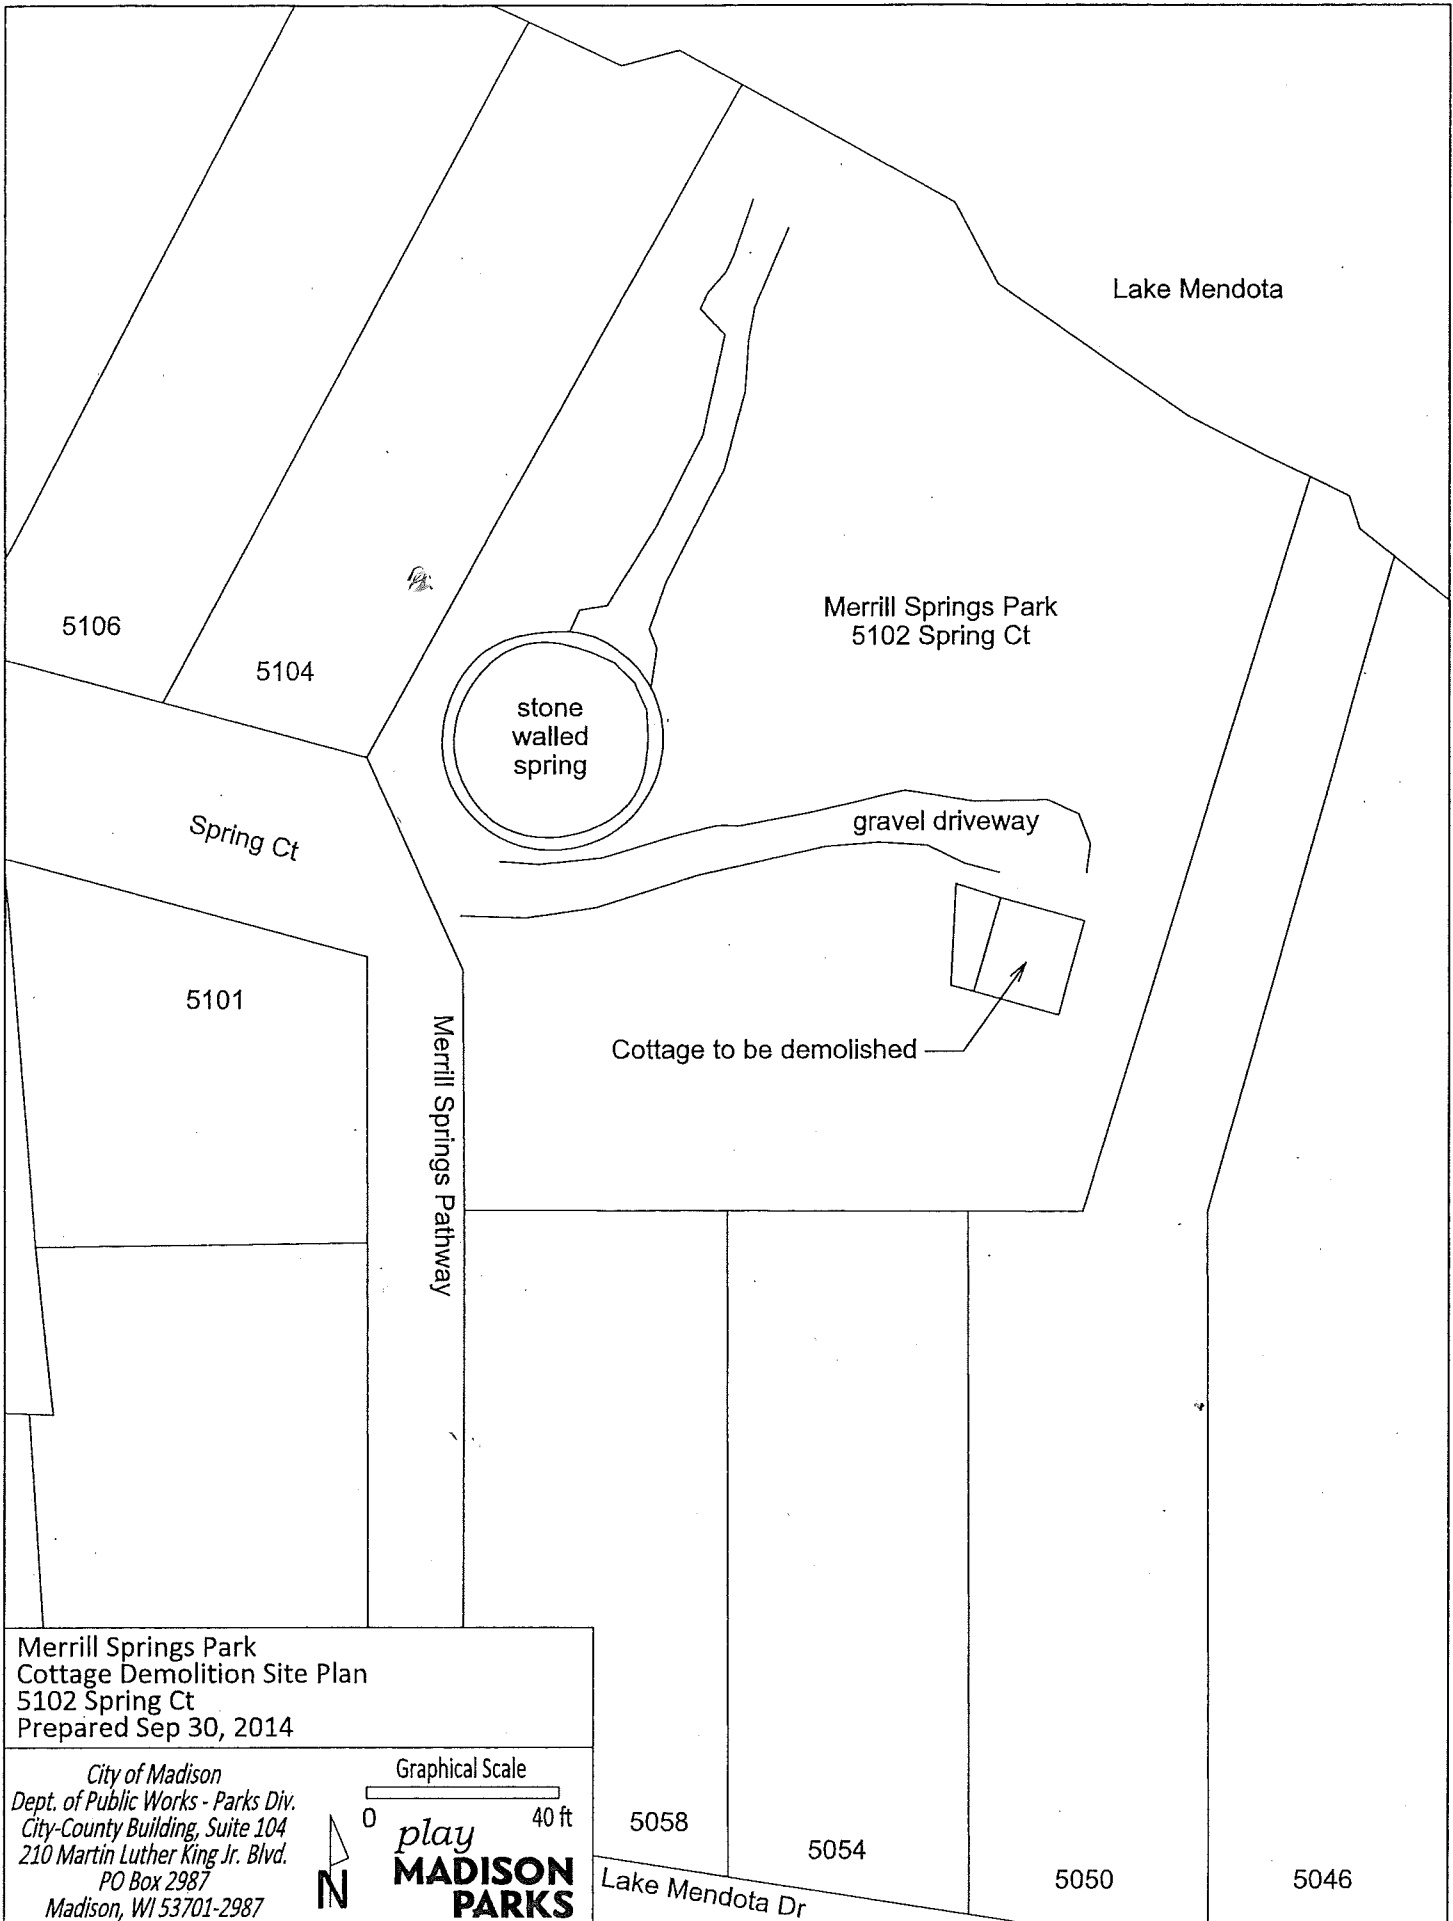 Lake Mendota
Merrill Springs Park
5102 Spring Ct
5106
5104
stone
walled
spring
Spring Ct
gravel driveway
5101
Cottage to be demolished
Merrill Springs Pathway
Merrill Springs Park
Cottage Demolition Site Plan
5102 Spring Ct
Prepared Sep 30, 2014
City of Madison
Dept. of Public Works - Parks Div.
City-County Building, Suite 104
210 Martin Luther King Jr. Blvd.
PO Box 2987
Madison, WI 53701-2987
N
Graphical Scale
0 40 ft
play
MADISON
PARKS
5058
5054
5050
5046
Lake Mendota Dr